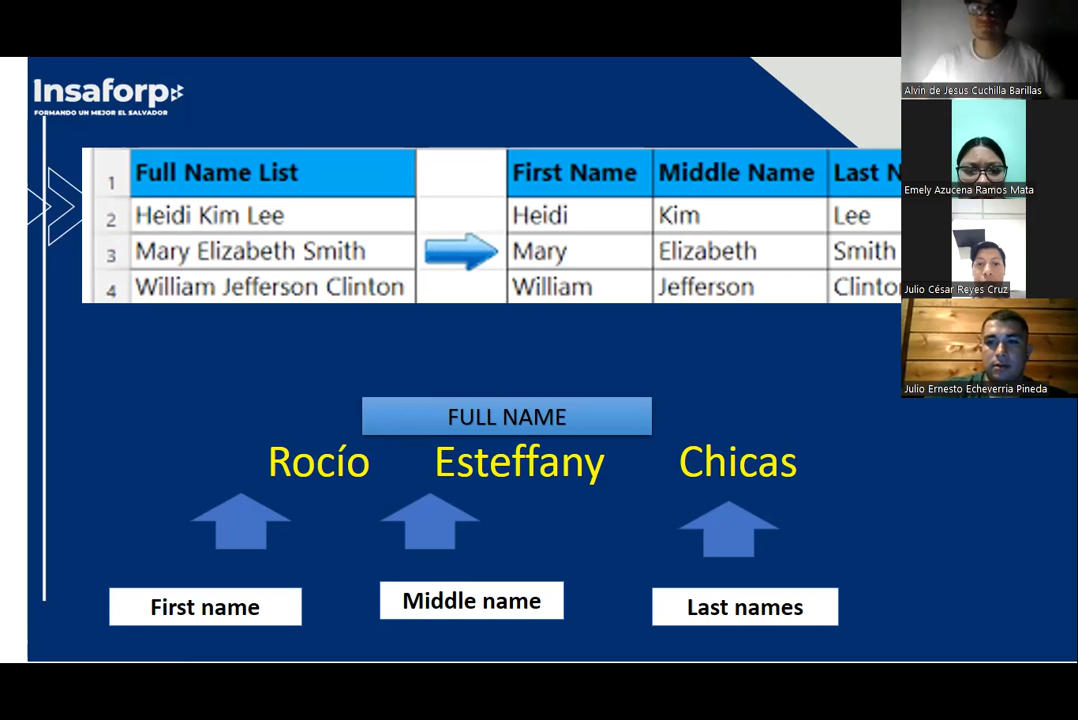 Insaforp
FORMANDO UN MEJOR EL SALVADOR
1 Full Name List First Name Middle Name Last N
2 Heidi Kim Lee Heidi Kim Lee
3 Mary Elizabeth Smith Mary Elizabeth Smith
4 William Jefferson Clinton William Jefferson Clinto
FULL NAME
Rocío Esteffany Chicas
First name Middle name Last names
Alvin de Jesus Cuchilla Barillas
Emely Azucena Ramos Mata
Julio César Reyes Cruz
Julio Ernesto Echeverria Pineda